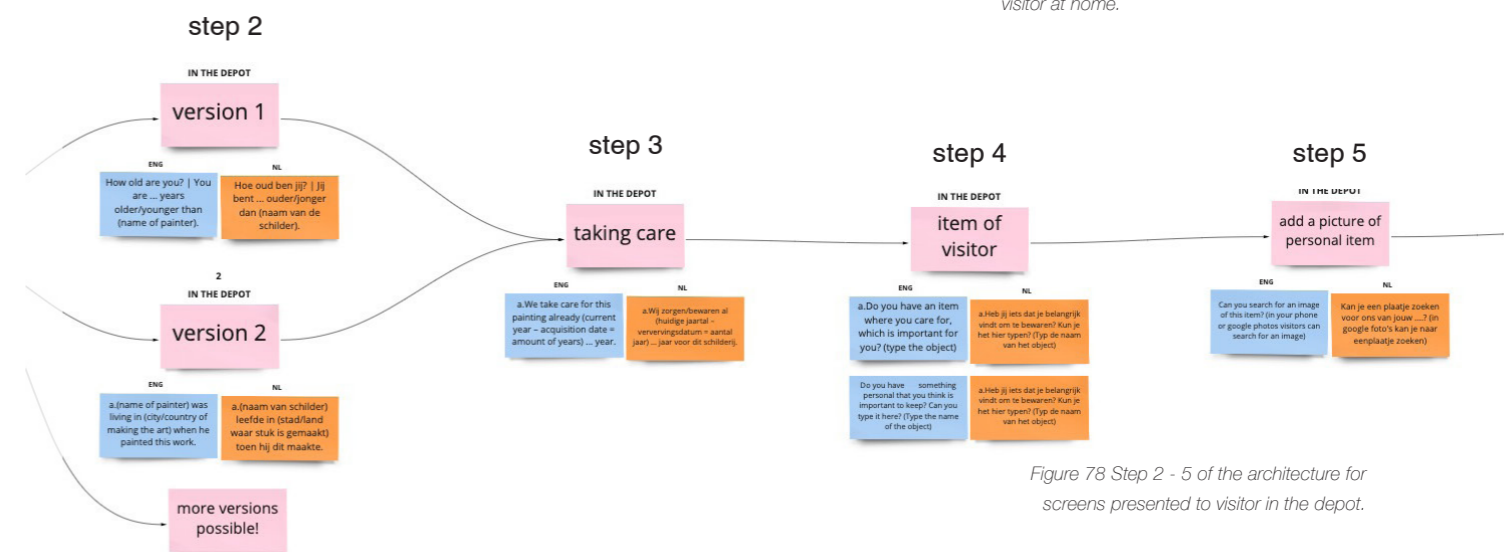 visitor at home.
step 2
IN THE DEPOT
version 1
ENG
How old are you? | You
are ... years
older/younger than
(name of painter).
NL
Hoe oud ben jij? | Jij
bent ... ouder/jonger
dan (naam van de
schilder).
2
IN THE DEPOT
version 2
ENG
a.(name of painter) was
living in (city/country of
making the art) when he
painted this work.
NL
a.(naam van schilder)
leefde in (stad/land
waar stuk is gemaakt)
toen hij dit maakte.
more versions
possible!
step 3
IN THE DEPOT
taking care
ENG
a.We take care for this
painting already (current
year – acquisition date =
amount of years) ... year.
NL
a.Wij zorgen/bewaren al
(huidige jaartal –
ververvingsdatum = aantal
jaar) ... jaar voor dit schilderij.
step 4
IN THE DEPOT
item of
visitor
ENG
a.Do you have an item
where you care for,
which is important for
you? (type the object)
NL
a.Heb jij iets dat je belangrijk
vindt om te bewaren? Kun je
het hier typen? (Typ de naam
van het object)
Do you have something
personal that you think is
important to keep? Can you
type it here? (Type the name
of the object)
a.Heb jij iets dat je belangrijk
vindt om te bewaren? Kun je
het hier typen? (Typ de naam
van het object)
step 5
IN THE DEPOT
add a picture of
personal item
ENG
Can you search for an image
of this item? (in your phone
or google photos visitors can
search for an image)
NL
Kan je een plaatje zoeken
voor ons van jouw ....? (in
google foto's kan je naar
eenplaatje zoeken)
Figure 78 Step 2 - 5 of the architecture for
screens presented to visitor in the depot.